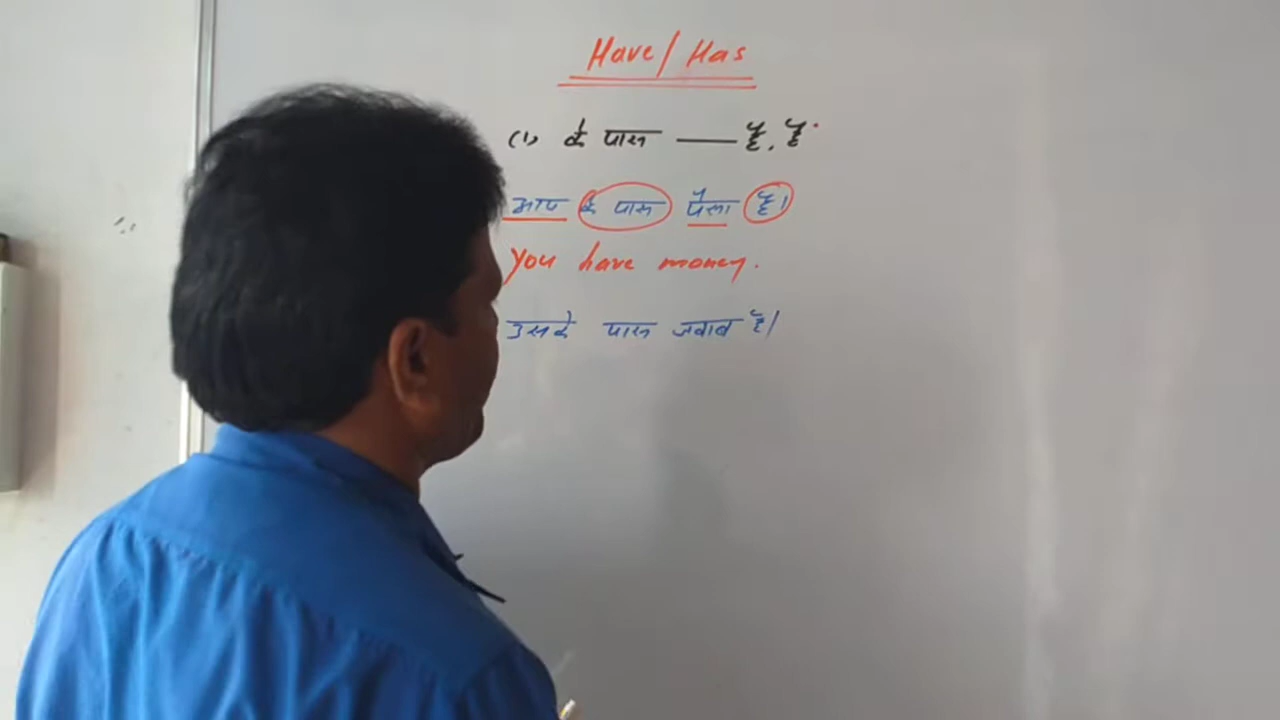 Have/Has
(1) के पास —— है, हैं
आप के पास पैसा है।
You have money.
उसके पास जवाब है।